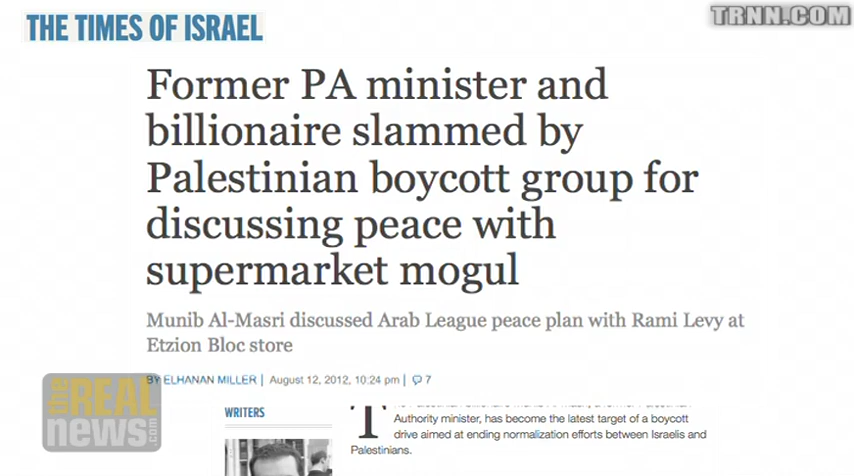 TRNN.COM
THE TIMES OF ISRAEL
Former PA minister and
billionaire slammed by
Palestinian boycott group for
discussing peace with
supermarket mogul
Munib Al-Masri discussed Arab League peace plan with Rami Levy at
Etzion Bloc store
BY ELHANAN MILLER | August 12, 2012, 10:24 pm | 7
the REAL
news.com
WRITERS
T
Authority minister, has become the latest target of a boycott
drive aimed at ending normalization efforts between Israelis and
Palestinians.